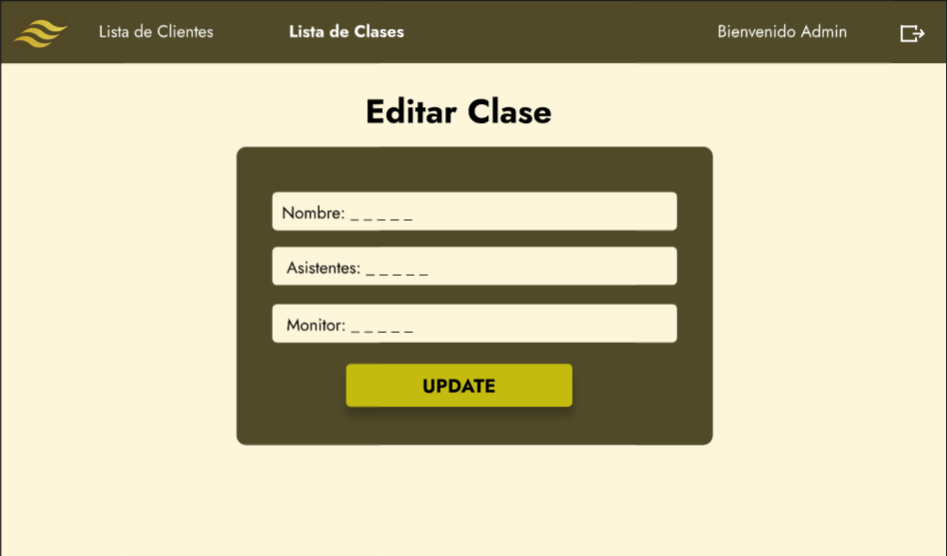 Lista de Clientes
Lista de Clases
Bienvenido Admin
Editar Clase
Nombre: _ _ _ _ _
Asistentes: _ _ _ _ _
Monitor: _ _ _ _ _
UPDATE